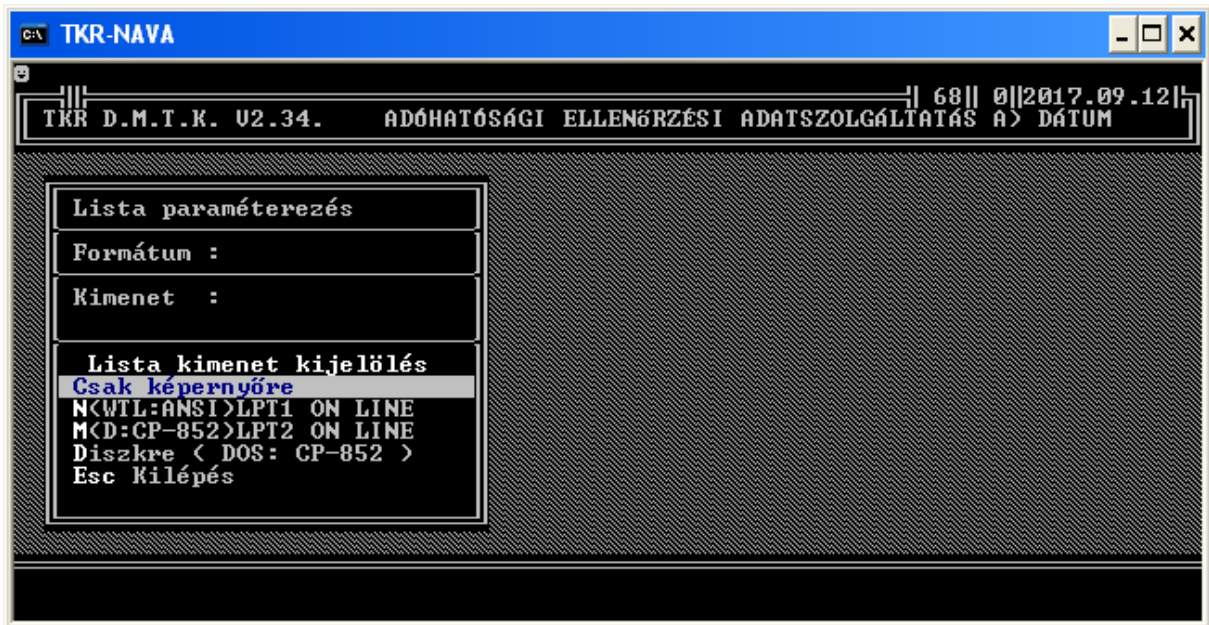 C:\ TKR-NAVA
68 0 2017.09.12
TKR D.M.T.K. V2.34. ADÓHATÓSÁGI ELLENőRZÉSI ADATSZOLGÁLTATÁS A> DÁTUM
Lista paraméterezés
Formátum :
Kimenet :
Lista kimenet kijelölés
Csak képernyőre
N(WTL:ANSI)LPT1 ON LINE
M(D:CP-852)LPT2 ON LINE
Diszkre ( DOS: CP-852 )
Esc Kilépés